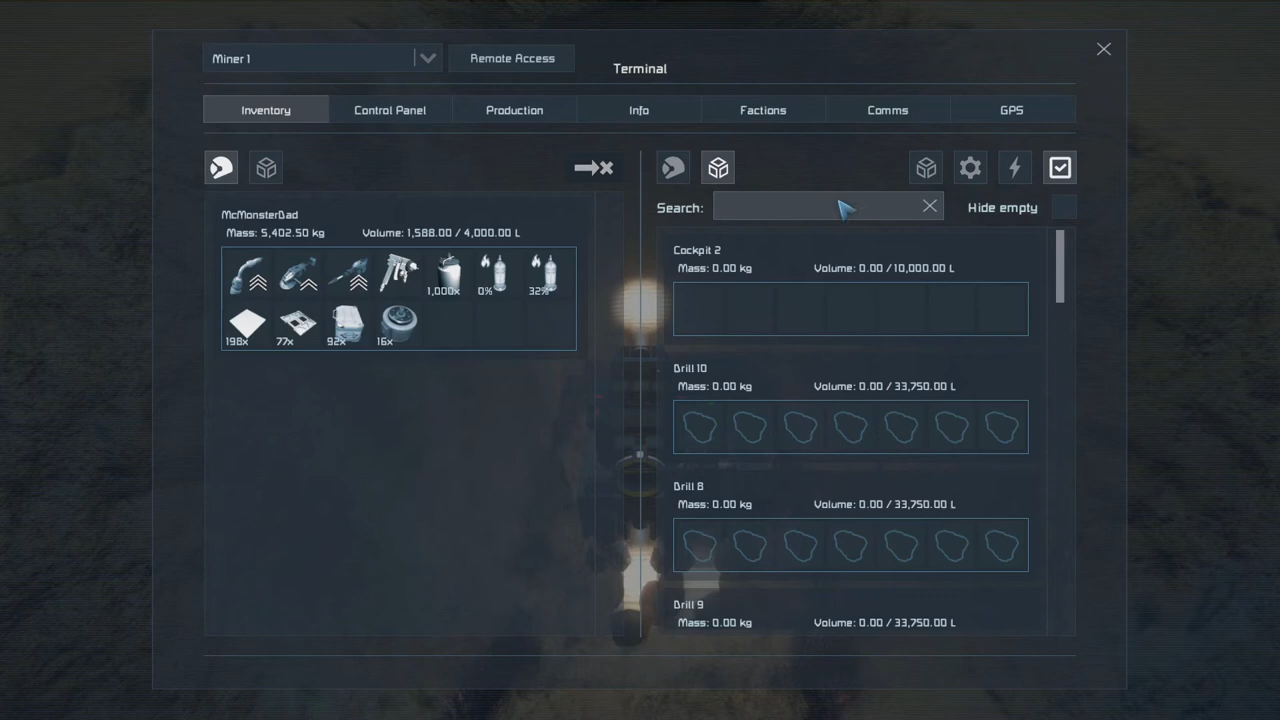 Miner 1
Remote Access
Terminal
Inventory
Control Panel
Production
Info
Factions
Comms
GPS
Search:
Hide empty
McMonsterDad
Mass: 5,402.50 kg Volume: 1,588.00 / 4,000.00 L
1,000x 0% 32%
198x 77x 92x 16x
Cockpit 2
Mass: 0.00 kg Volume: 0.00 / 10,000.00 L
Drill 10
Mass: 0.00 kg Volume: 0.00 / 33,750.00 L
Drill 8
Mass: 0.00 kg Volume: 0.00 / 33,750.00 L
Drill 9
Mass: 0.00 kg Volume: 0.00 / 33,750.00 L